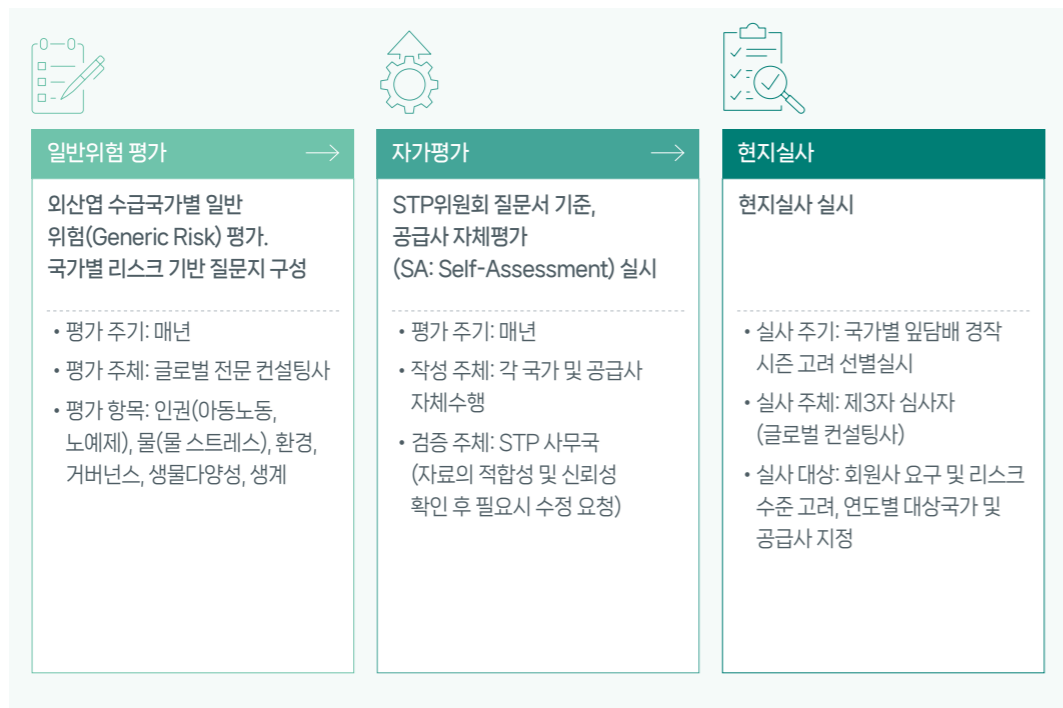 일반위험 평가
외산엽 수급국가별 일반
위험(Generic Risk) 평가.
국가별 리스크 기반 질문지 구성
• 평가 주기: 매년
• 평가 주체: 글로벌 전문 컨설팅사
• 평가 항목: 인권(아동노동,
노예제), 물(물 스트레스), 환경,
거버넌스, 생물다양성, 생계
자가평가
STP위원회 질문서 기준,
공급사 자체평가
(SA: Self-Assessment) 실시
• 평가 주기: 매년
• 작성 주체: 각 국가 및 공급사
자체수행
• 검증 주체: STP 사무국
(자료의 적합성 및 신뢰성
확인 후 필요시 수정 요청)
현지실사
현지실사 실시
• 실사 주기: 국가별 잎담배 경작
시즌 고려 선별실시
• 실사 주체: 제3자 심사자
(글로벌 컨설팅사)
• 실사 대상: 회원사 요구 및 리스크
수준 고려, 연도별 대상국가 및
공급사 지정